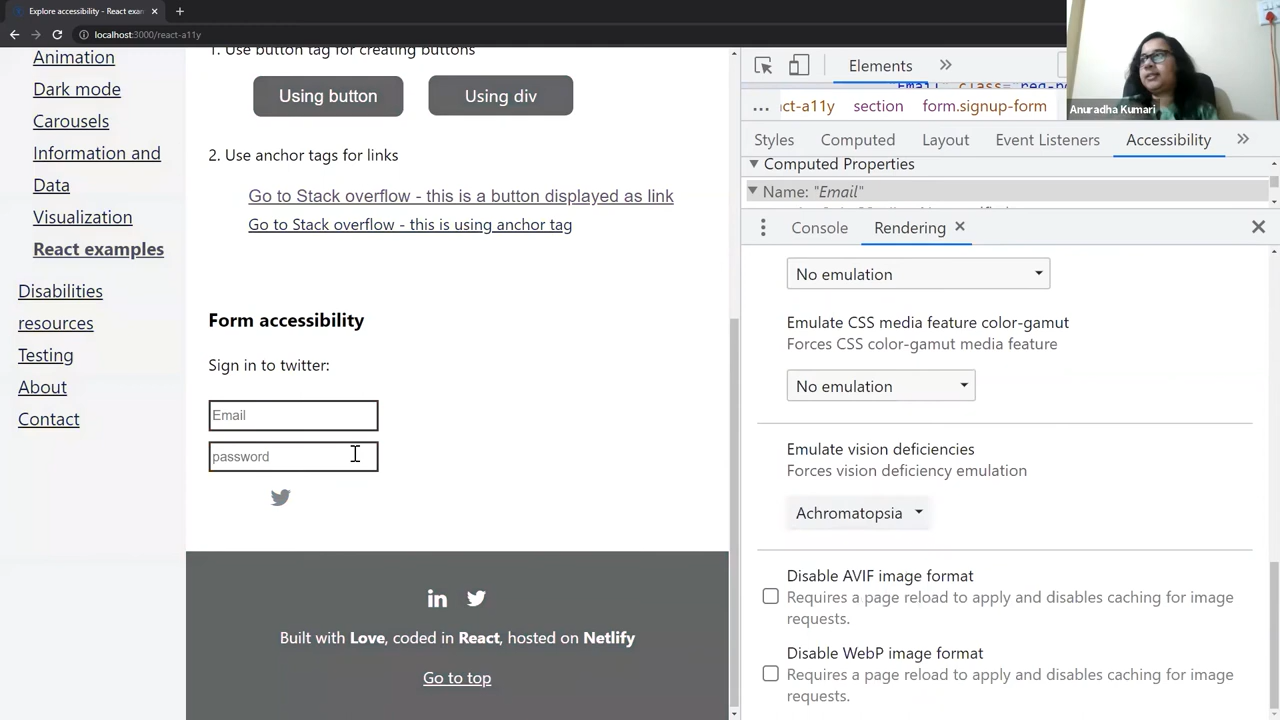 Explore accessibility - React exan
localhost:3000/react-a11y
Animation
Dark mode
Carousels
Information and
Data
Visualization
React examples
Disabilities
resources
Testing
About
Contact
1. Use button tag for creating buttons
Using button
Using div
2. Use anchor tags for links
Go to Stack overflow - this is a button displayed as link
Go to Stack overflow - this is using anchor tag
Form accessibility
Sign in to twitter:
Email
password
Built with Love, coded in React, hosted on Netlify
Go to top
Elements
... ct-a11y section form.signup-form
Styles Computed Layout Event Listeners Accessibility
Computed Properties
Name: "Email"
Console Rendering
No emulation
Emulate CSS media feature color-gamut
Forces CSS color-gamut media feature
No emulation
Emulate vision deficiencies
Forces vision deficiency emulation
Achromatopsia
Disable AVIF image format
Requires a page reload to apply and disables caching for image
requests.
Disable WebP image format
Requires a page reload to apply and disables caching for image
requests.
Anuradha Kumari